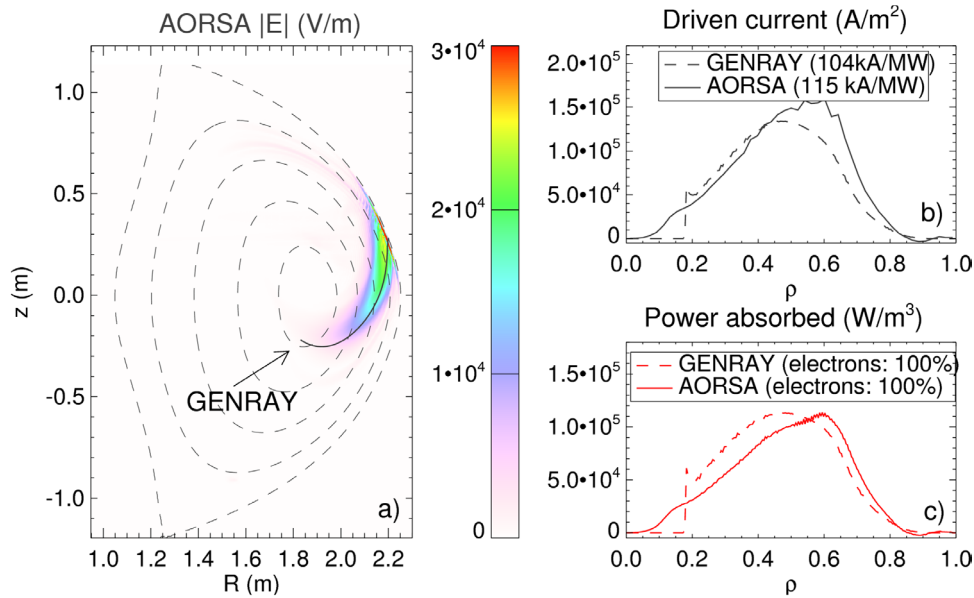 AORSA |E| (V/m)
1.0
0.5
0.0
-0.5
-1.0
z (m)
GENRAY
a)
1.0 1.2 1.4 1.6 1.8 2.0 2.2
R (m)
3•10⁴
2•10⁴
1•10⁴
0
Driven current (A/m²)
2.0•10⁵
1.5•10⁵
1.0•10⁵
5.0•10⁴
0
GENRAY (104kA/MW)
AORSA (115 kA/MW)
b)
0.0 0.2 0.4 0.6 0.8 1.0
ρ
Power absorbed (W/m³)
1.5•10⁵
1.0•10⁵
5.0•10⁴
0
GENRAY (electrons: 100%)
AORSA (electrons: 100%)
c)
0.0 0.2 0.4 0.6 0.8 1.0
ρ